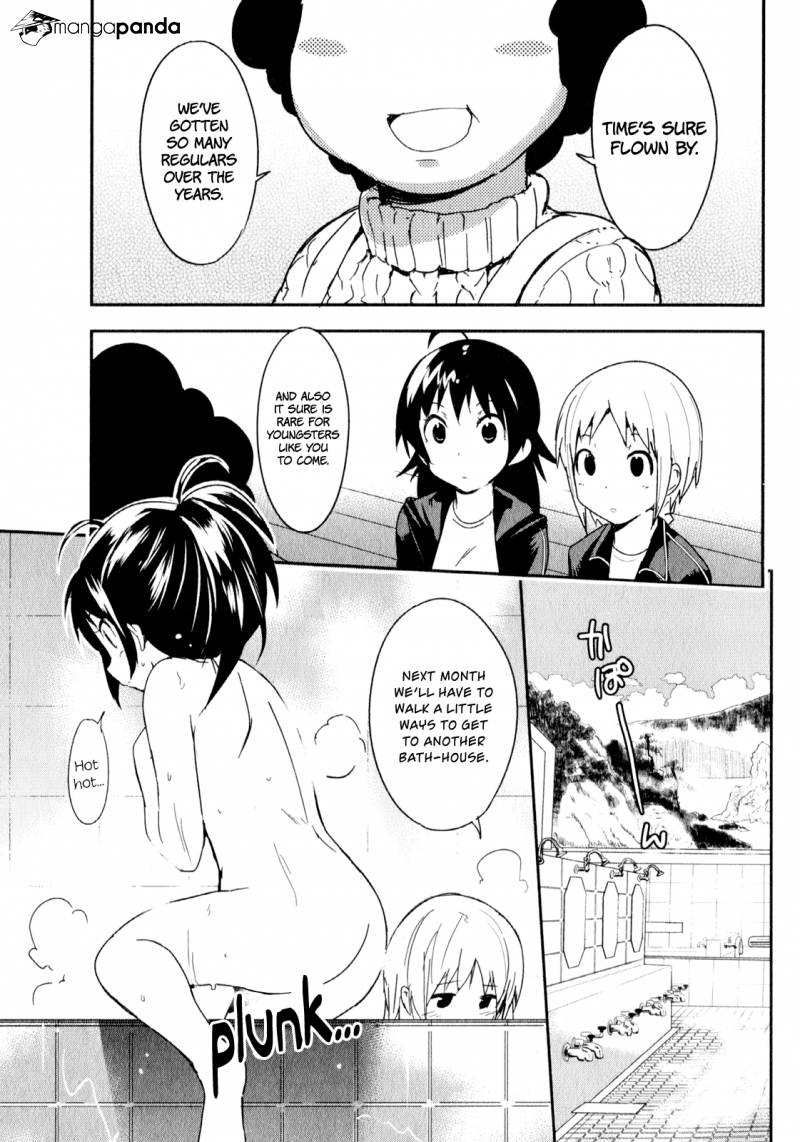 mangapanda
TIME'S SURE
FLOWN BY.
WE'VE
GOTTEN
SO MANY
REGULARS
OVER THE
YEARS.
AND ALSO
IT SURE IS
RARE FOR
YOUNGSTERS
LIKE YOU
TO COME.
かぽーん
NEXT MONTH
WE'LL HAVE TO
WALK A LITTLE
WAYS TO GET
TO ANOTHER
BATH-HOUSE.
Hot
hot...
plunk...